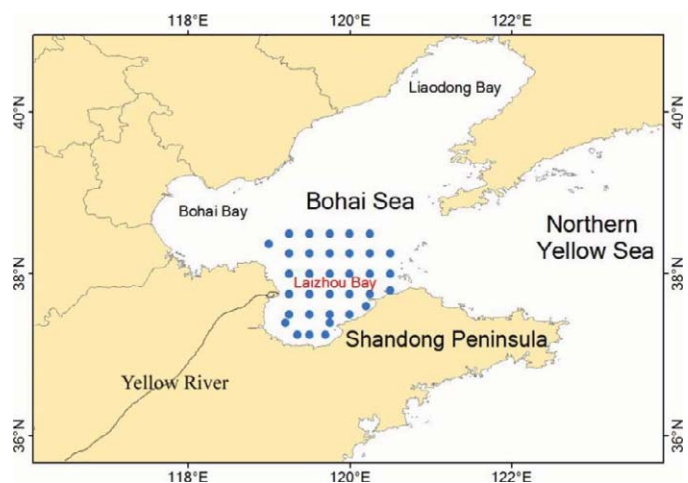 118°E 120°E 122°E
Liaodong Bay
40°N 40°N
Bohai Sea
Bohai Bay
Northern
Yellow Sea
Laizhou Bay
38°N 38°N
Shandong Peninsula
Yellow River
36°N 36°N
118°E 120°E 122°E